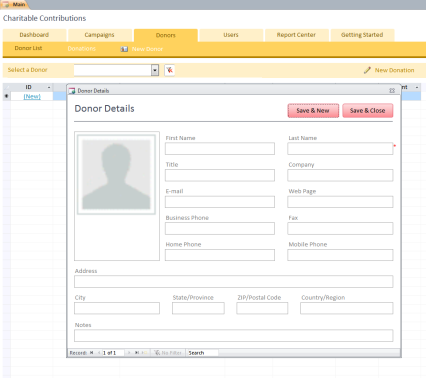 Main
Charitable Contributions
Dashboard Campaigns Donors Users Report Center Getting Started
Donor List Donations New Donor
Select a Donor New Donation
ID
(New)
Donor Details
Donor Details Save & New Save & Close
First Name Last Name
*
Title Company
E-mail Web Page
Business Phone Fax
Home Phone Mobile Phone
Address
City State/Province ZIP/Postal Code Country/Region
Notes
Record: 1 of 1 No Filter Search